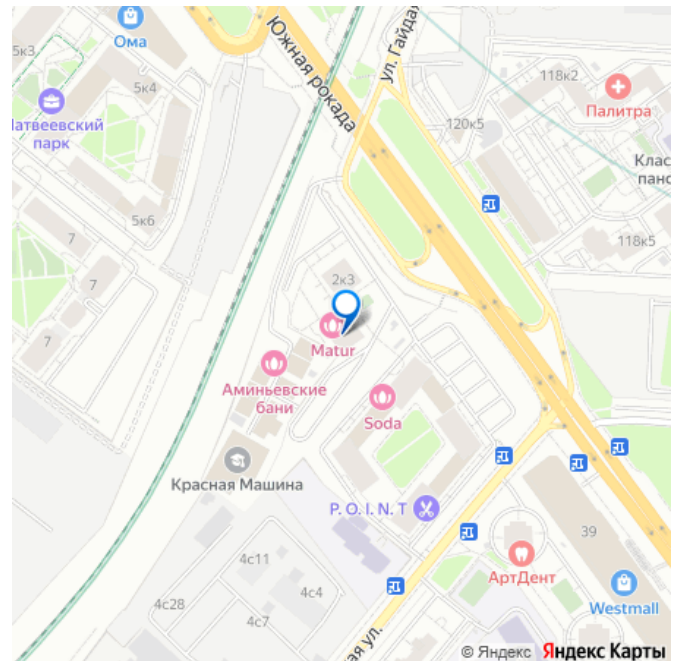 5к3
Ома
5к4
Южная рокада
ул. Гайда
118к2
Палитра
Матвеевский
парк
120к5
Клас
пано
5к6
7
118к5
7
2к3
7
Matur
Аминьевские
бани
Soda
Красная Машина
P.O.I.N.T
39
4с11
АртДент
4с4
4с28
4с7
Westmall
ая ул.
© Яндекс Яндекс Карты